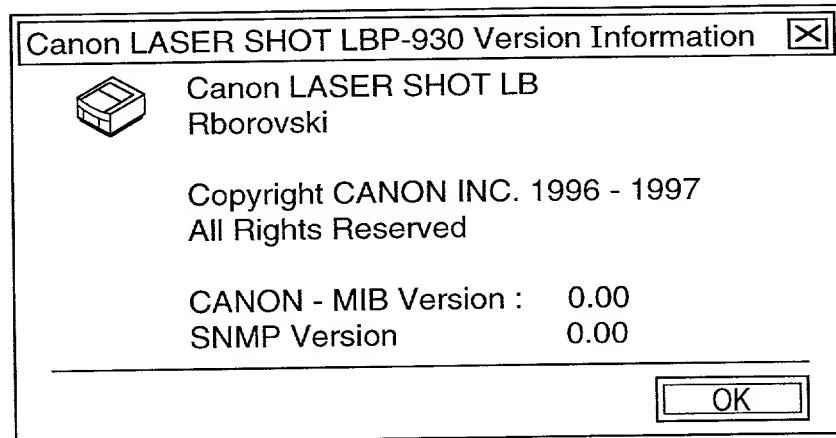 Canon LASER SHOT LBP-930 Version Information
Canon LASER SHOT LB
Rborovski
Copyright CANON INC. 1996 - 1997
All Rights Reserved
CANON - MIB Version : 0.00
SNMP Version 0.00
OK